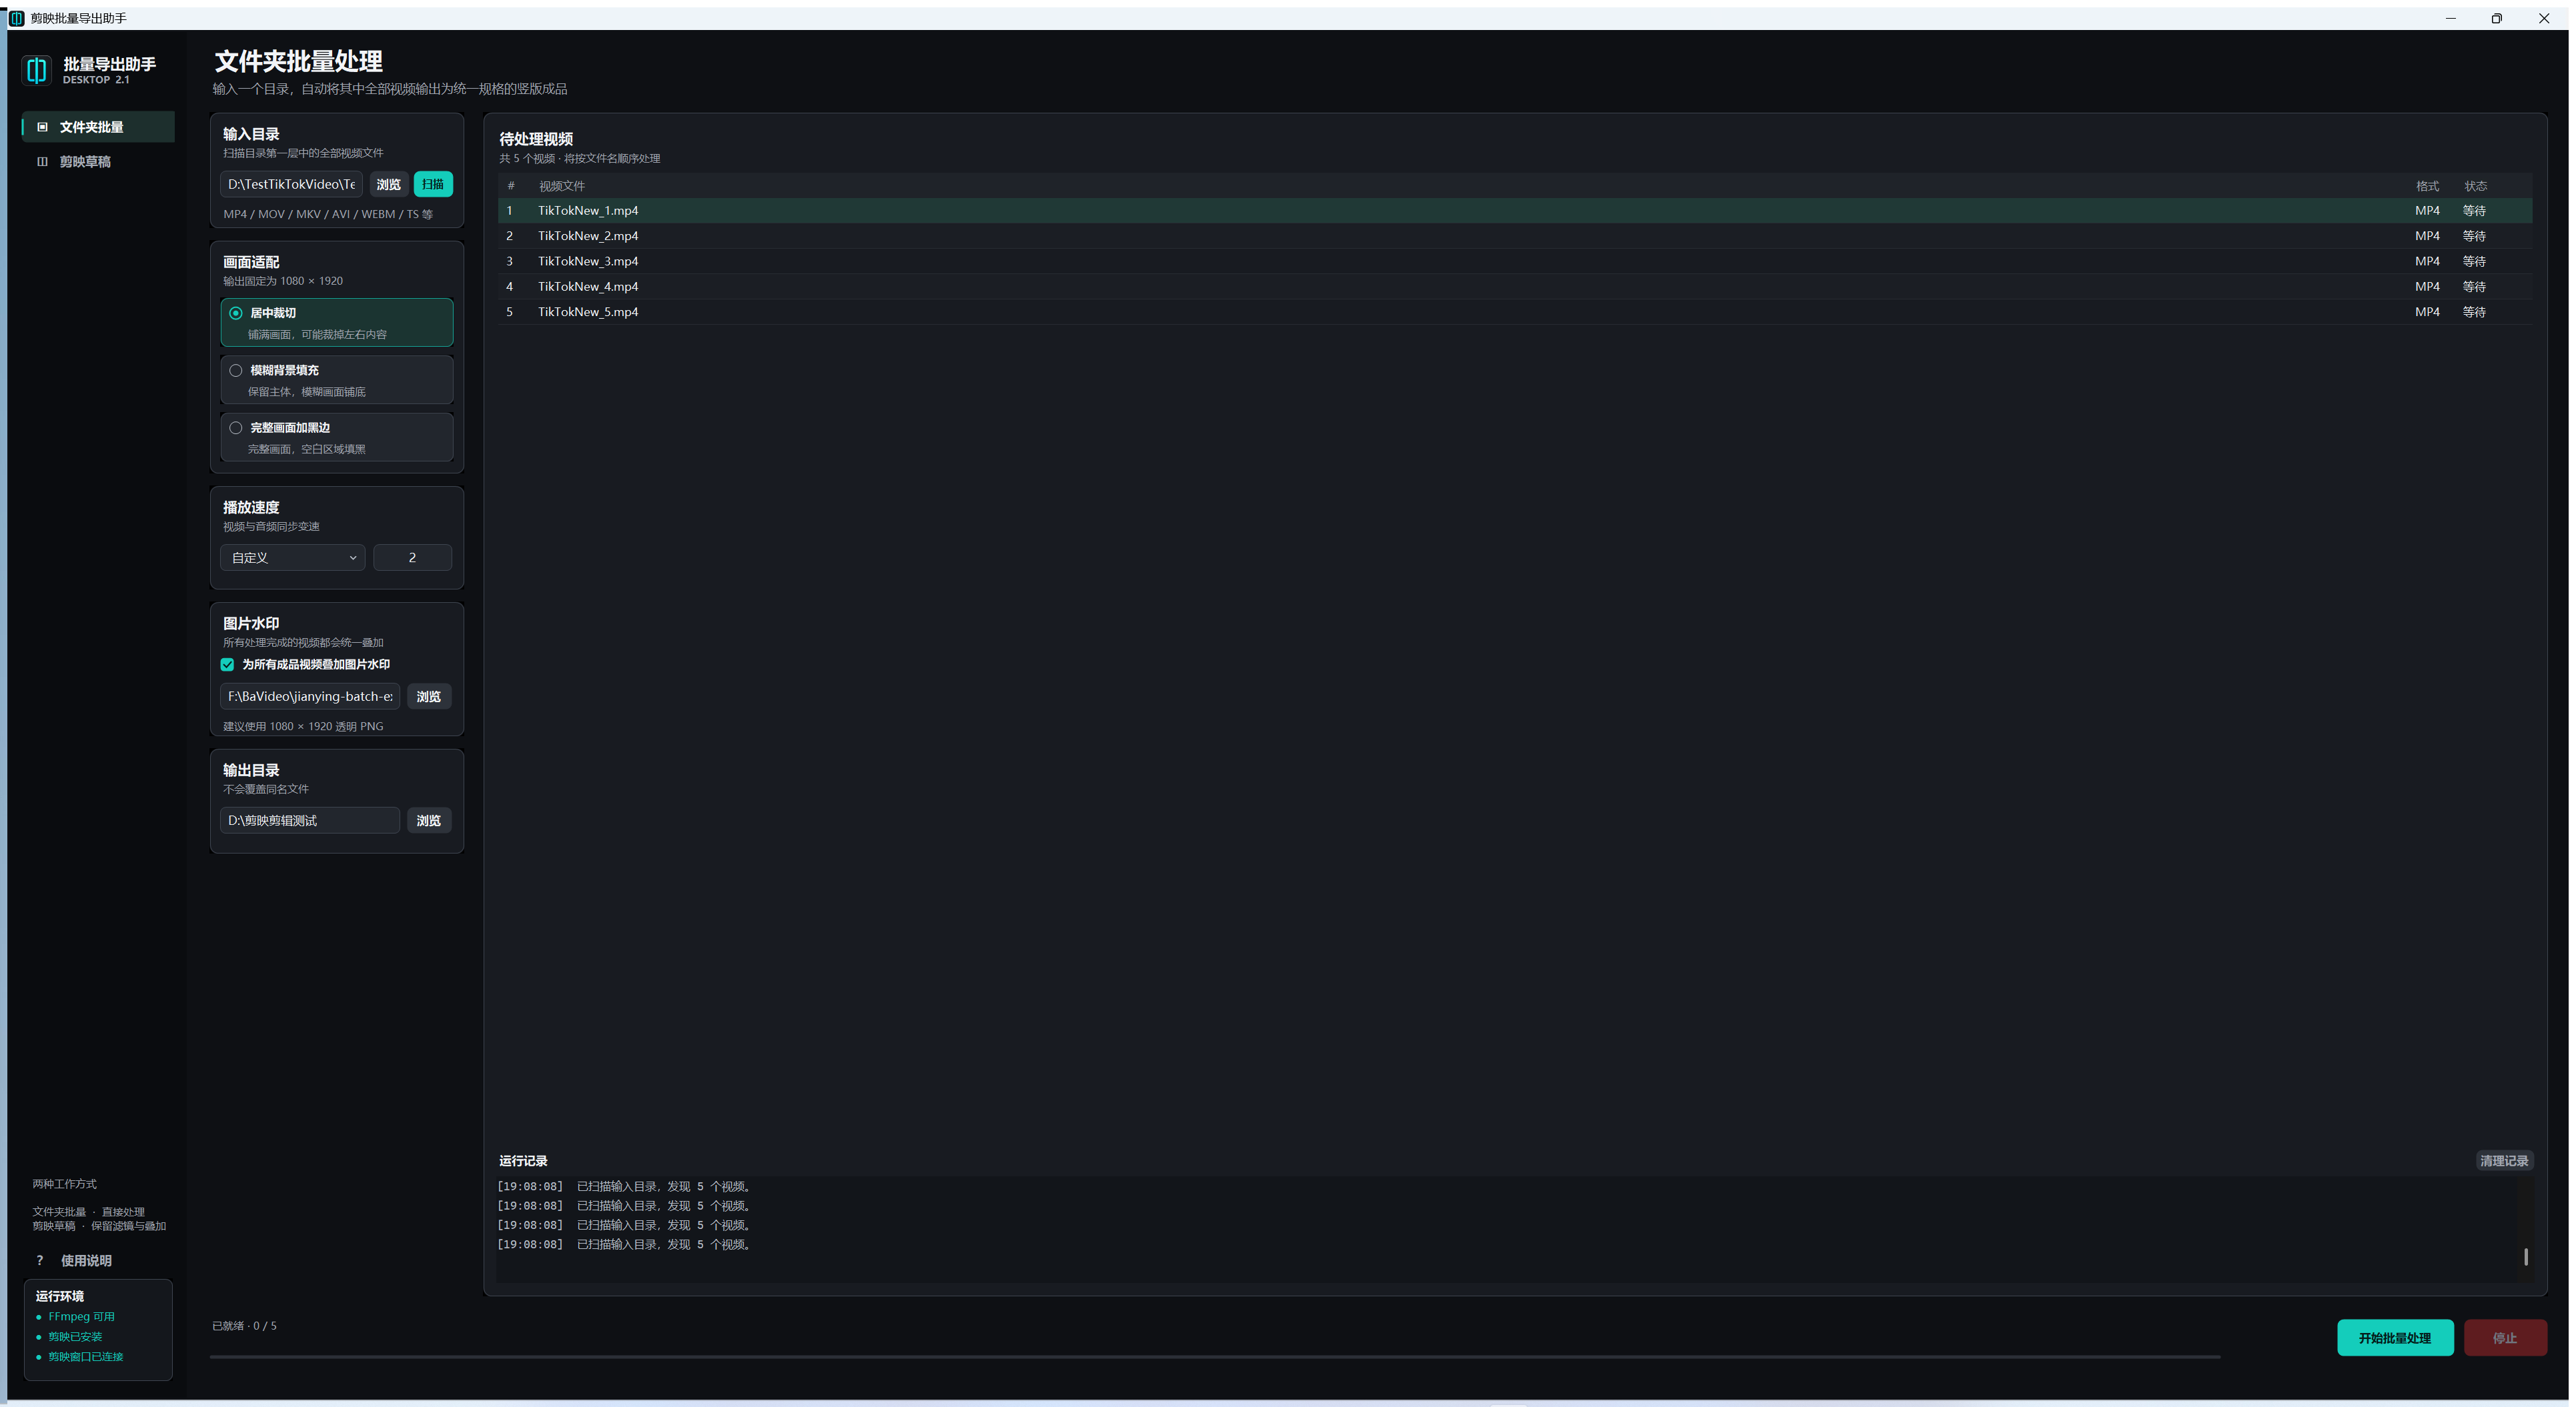 剪映批量导出助手
批量导出助手
DESKTOP 2.1
文件夹批量
剪映草稿
文件夹批量处理
输入一个目录，自动将其中全部视频输出为统一规格的竖版成品
输入目录
扫描目录第一层中的全部视频文件
D:\TestTikTokVideo\Te 浏览 扫描
MP4 / MOV / MKV / AVI / WEBM / TS 等
画面适配
输出固定为 1080 × 1920
居中裁切
铺满画面，可能裁掉左右内容
模糊背景填充
保留主体，模糊画面铺底
完整画面加黑边
完整画面，空白区域填黑
播放速度
视频与音频同步变速
自定义 2
图片水印
所有处理完成的视频都会统一叠加
为所有成品视频叠加图片水印
F:\BaVideo\jianying-batch-e: 浏览
建议使用 1080 × 1920 透明 PNG
输出目录
不会覆盖同名文件
D:\剪映剪辑测试 浏览
待处理视频
共 5 个视频 · 将按文件名顺序处理
# 视频文件 格式 状态
1 TikTokNew_1.mp4 MP4 等待
2 TikTokNew_2.mp4 MP4 等待
3 TikTokNew_3.mp4 MP4 等待
4 TikTokNew_4.mp4 MP4 等待
5 TikTokNew_5.mp4 MP4 等待
运行记录 清理记录
[19:08:08] 已扫描输入目录，发现 5 个视频。
[19:08:08] 已扫描输入目录，发现 5 个视频。
[19:08:08] 已扫描输入目录，发现 5 个视频。
[19:08:08] 已扫描输入目录，发现 5 个视频。
两种工作方式
文件夹批量 · 直接处理
剪映草稿 · 保留滤镜与叠加
? 使用说明
运行环境
FFmpeg 可用
剪映已安装
剪映窗口已连接
已就绪 · 0 / 5
开始批量处理 停止